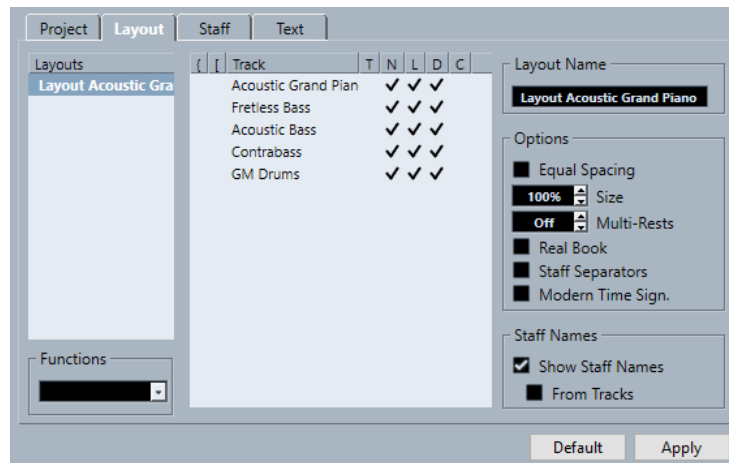 Project Layout Staff Text
Layouts
Layout Acoustic Gra
{ [ Track T N L D C
Acoustic Grand Pian
Fretless Bass
Acoustic Bass
Contrabass
GM Drums
Functions
Layout Name
Layout Acoustic Grand Piano
Options
Equal Spacing
100% Size
Off Multi-Rests
Real Book
Staff Separators
Modern Time Sign.
Staff Names
Show Staff Names
From Tracks
Default Apply